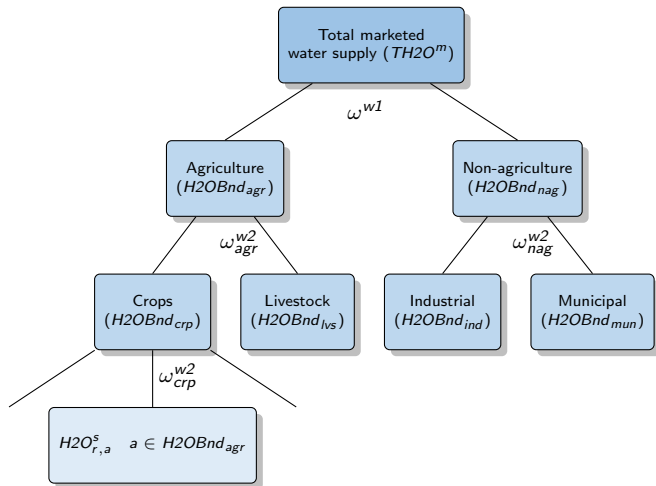 Total marketed
water supply (TH2O^m)
ω^w1
Agriculture
(H2OBnd_agr)
Non-agriculture
(H2OBnd_nag)
ω^w2_agr
ω^w2_nag
Crops
(H2OBnd_crp)
Livestock
(H2OBnd_lvs)
Industrial
(H2OBnd_ind)
Municipal
(H2OBnd_mun)
ω^w2_crp
H2O^s_r,a a ∈ H2OBnd_agr